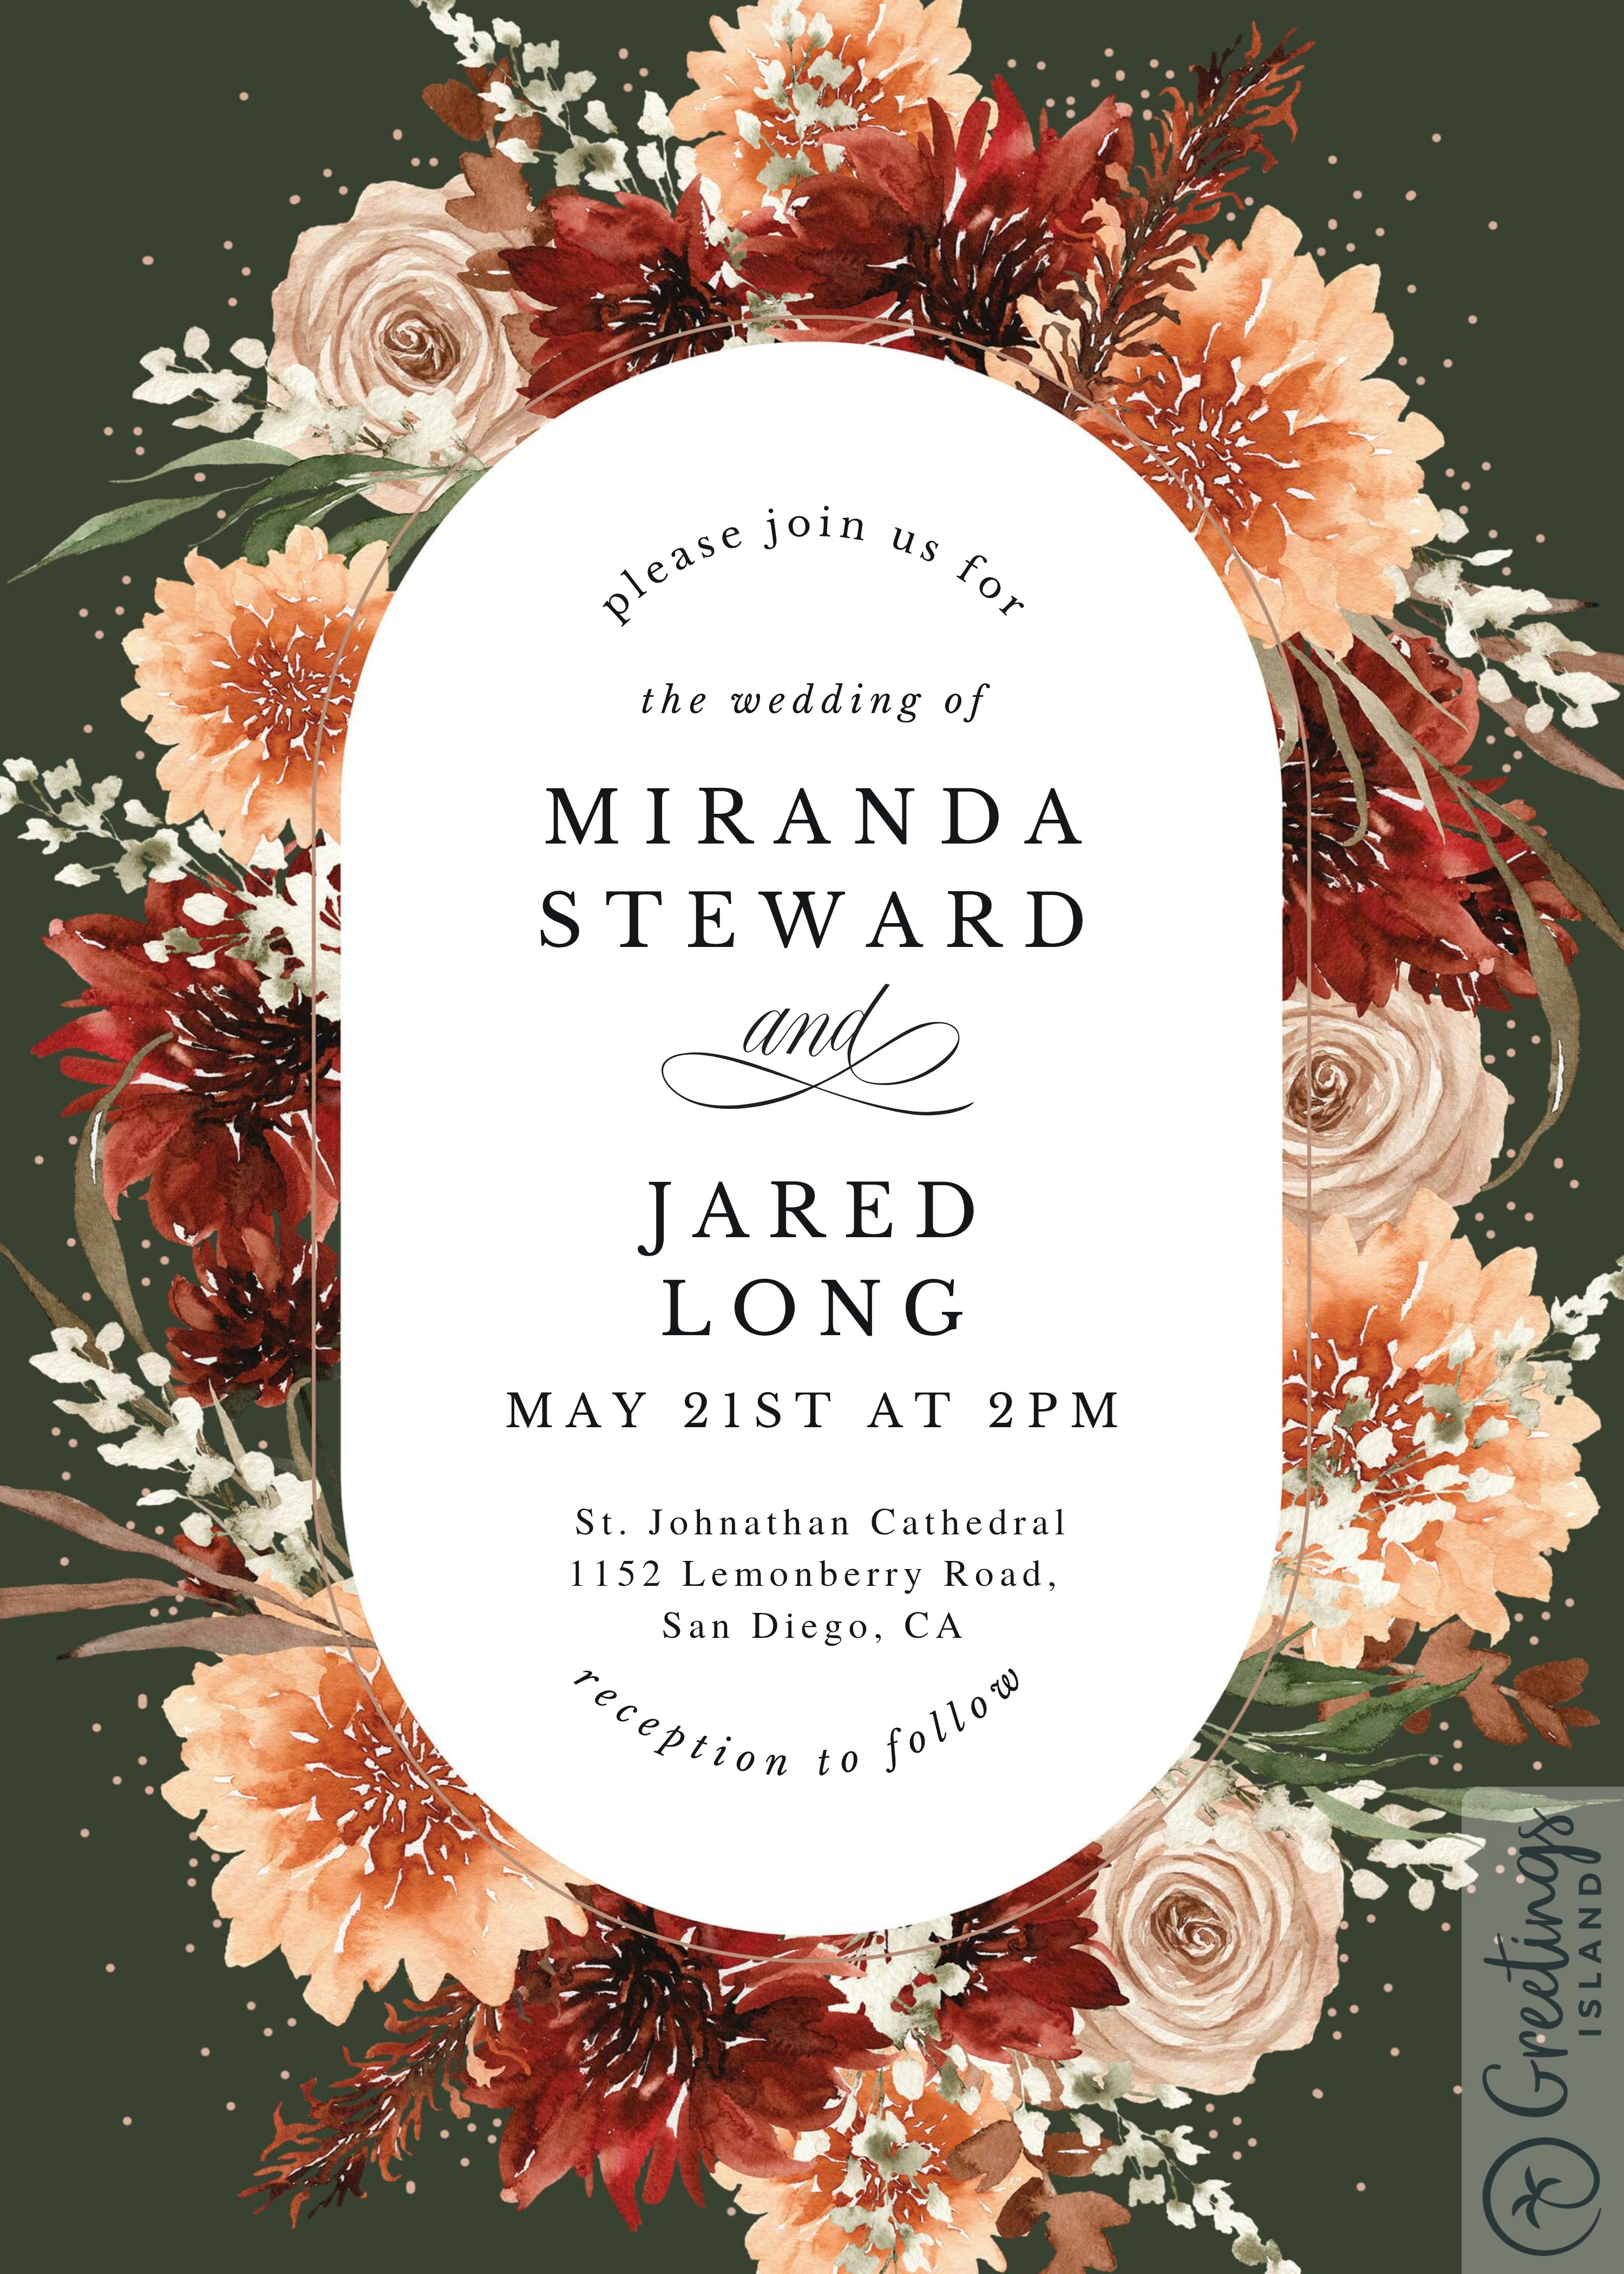 please join us for
the wedding of
MIRANDA
STEWARD
and
JARED
LONG
MAY 21ST AT 2PM
St. Johnathan Cathedral
1152 Lemonberry Road,
San Diego, CA
reception to follow
Greetings
ISLAND